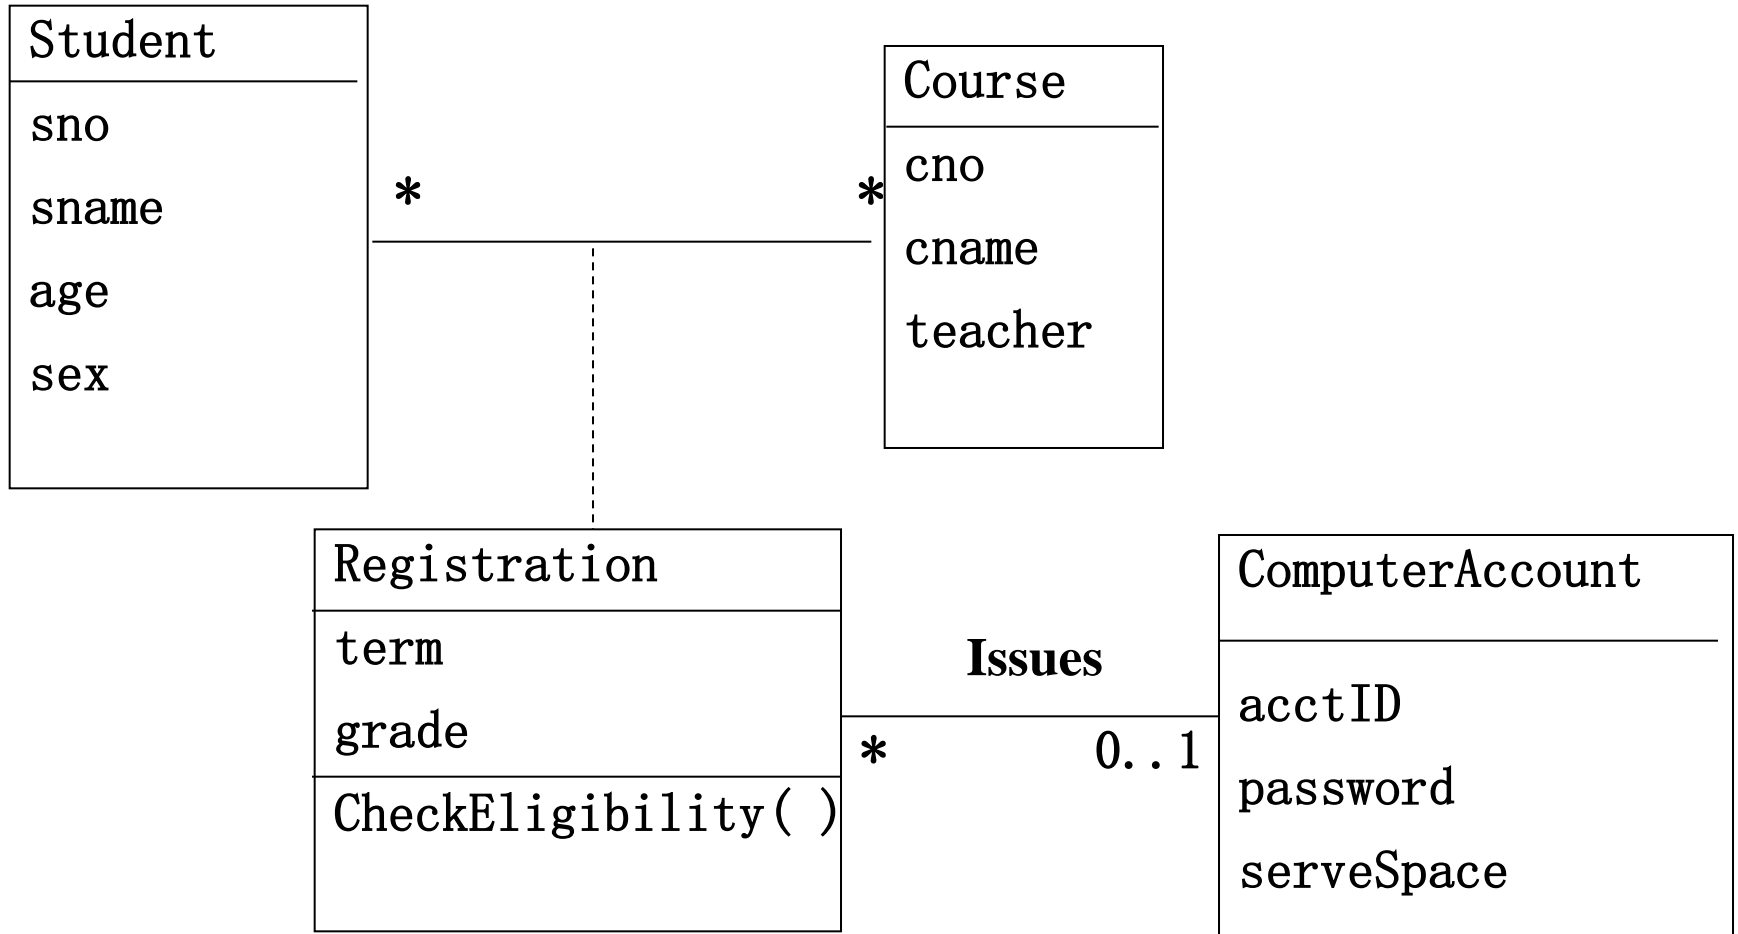 Student
sno
sname
age
sex
*
*
Course
cno
cname
teacher
Registration
term
grade
CheckEligibility( )
Issues
*
0..1
ComputerAccount
acctID
password
serveSpace